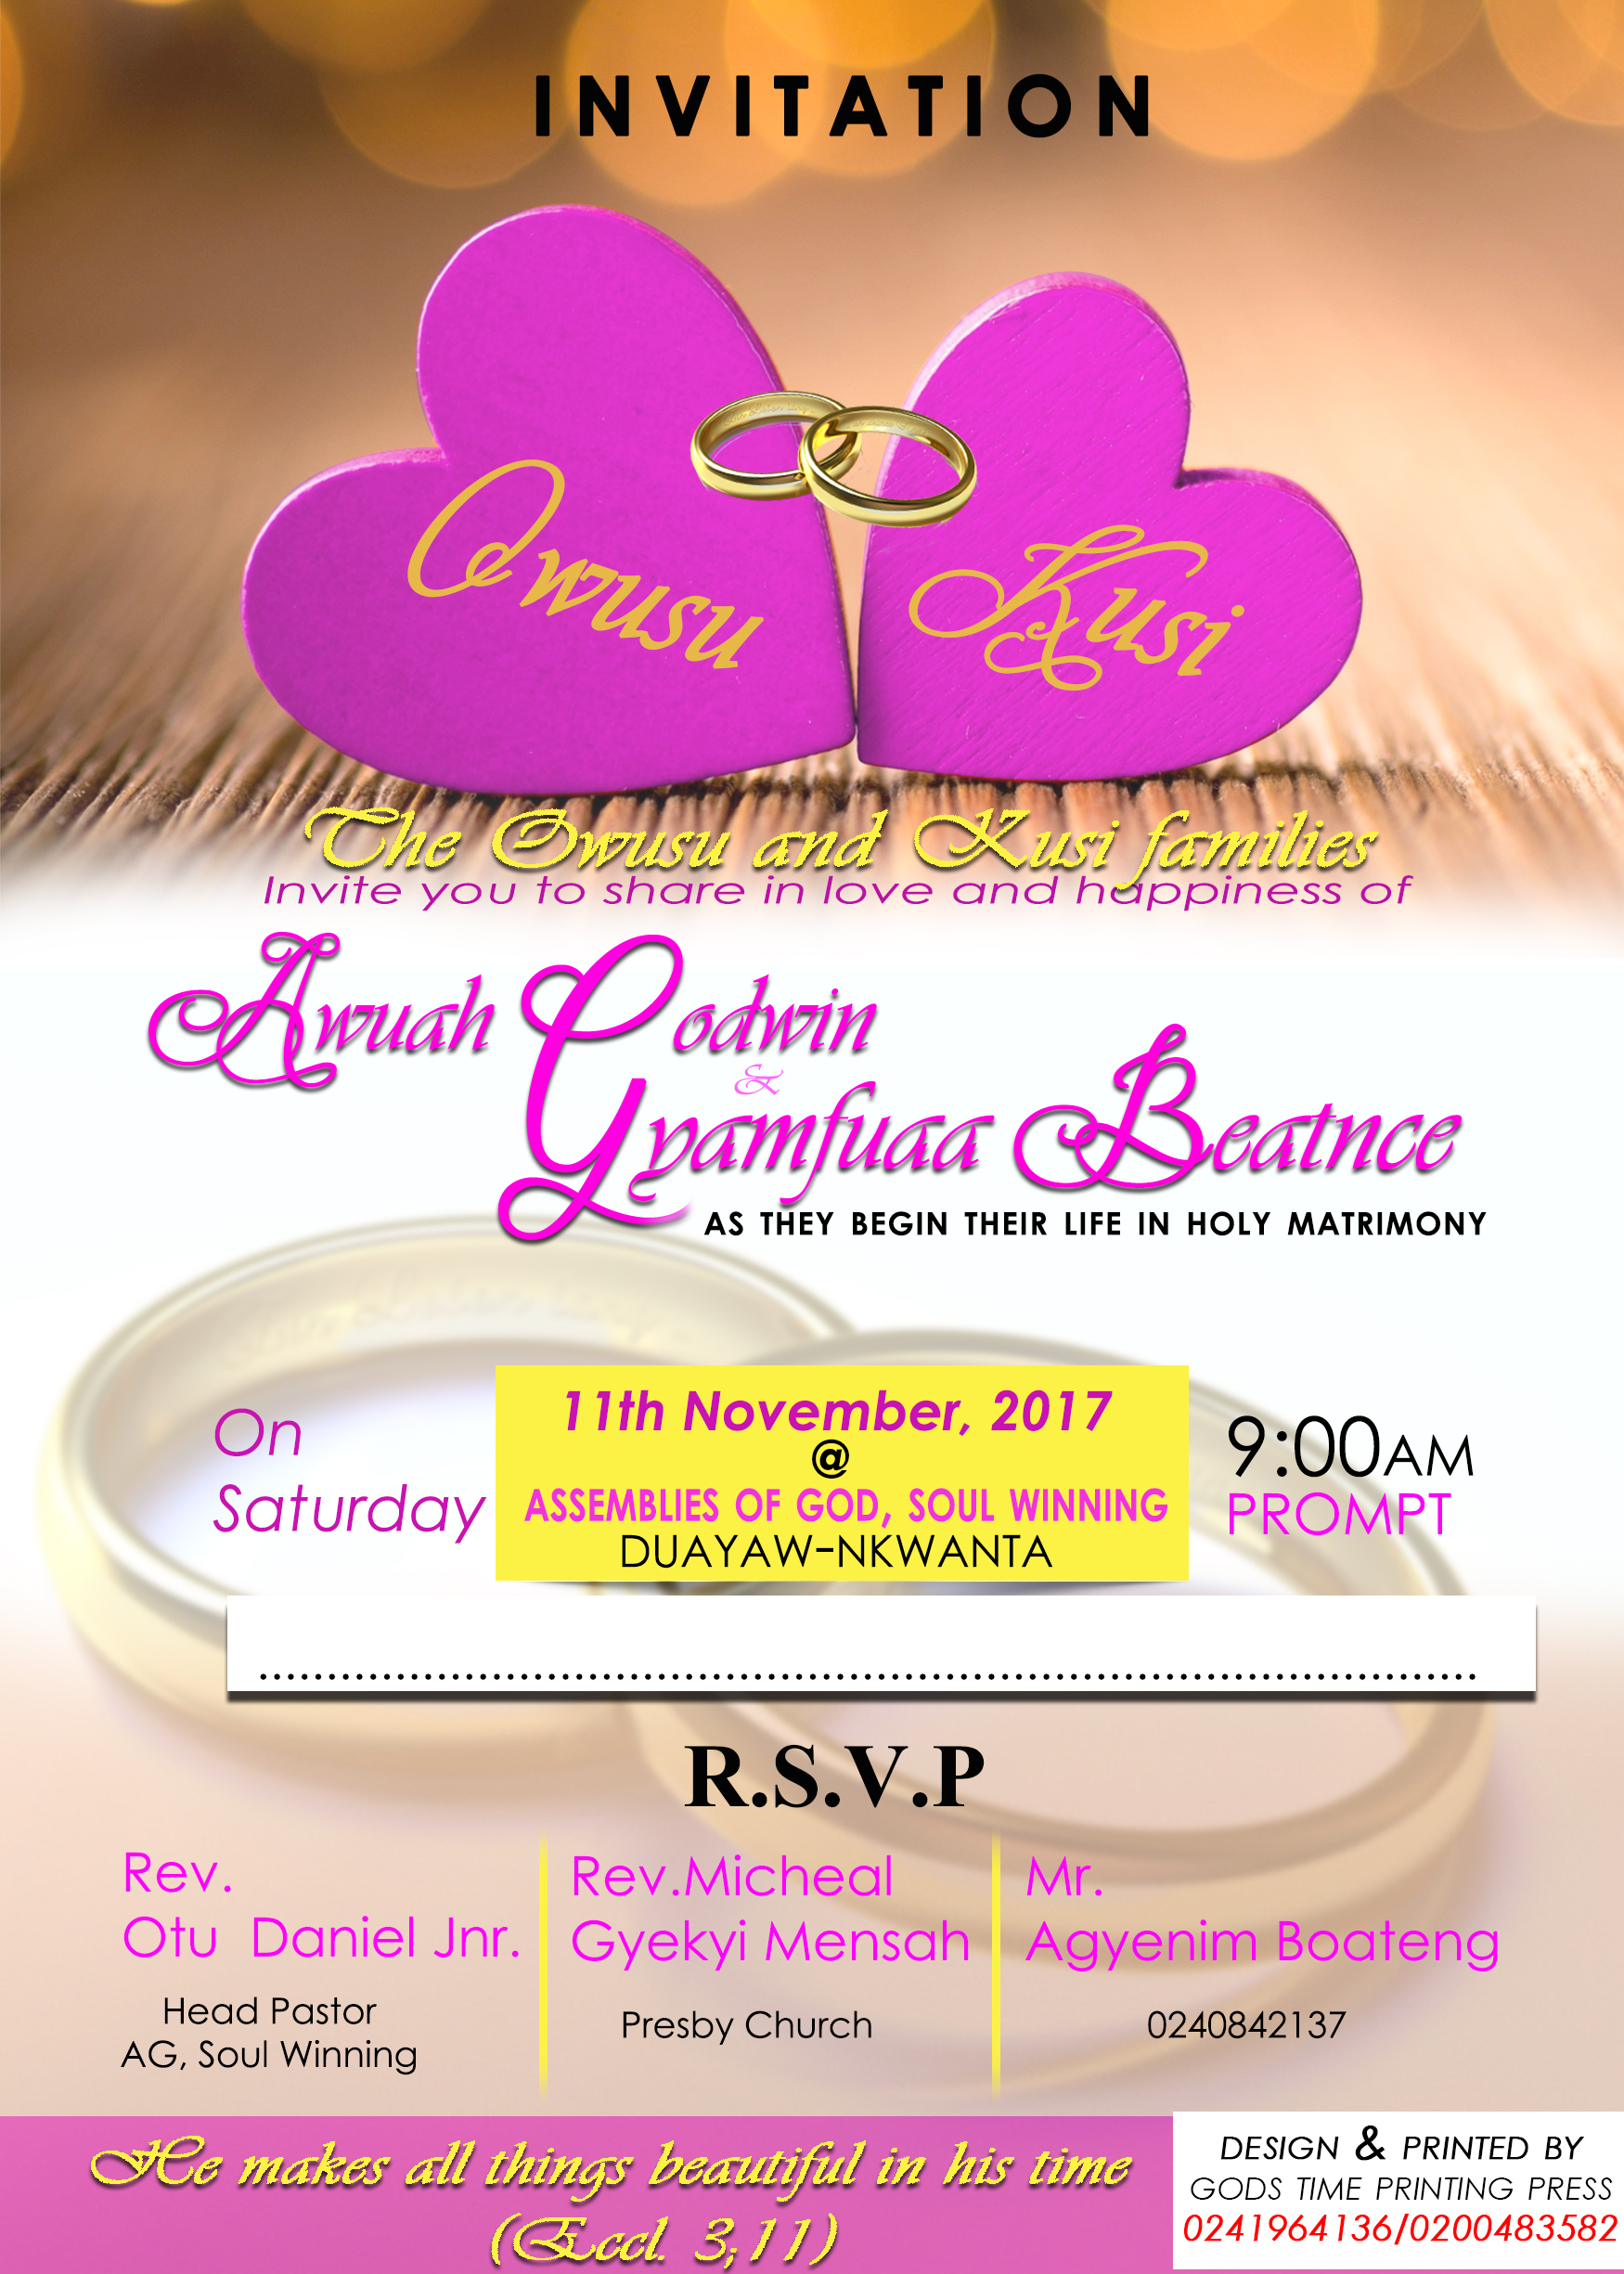 INVITATION
Owusu
Kusi
The Owusu and Kusi families
Invite you to share in love and happiness of
Awuah Godwin
&
Gyamfuaa Beatrice
AS THEY BEGIN THEIR LIFE IN HOLY MATRIMONY
On
Saturday
11th November, 2017
@
ASSEMBLIES OF GOD, SOUL WINNING
DUAYAW-NKWANTA
9:00AM
PROMPT
R.S.V.P
Rev.
Otu Daniel Jnr.
Head Pastor
AG, Soul Winning
Rev.Micheal
Gyekyi Mensah
Presby Church
Mr.
Agyenim Boateng
0240842137
He makes all things beautiful in his time
(Eccl. 3;11)
DESIGN & PRINTED BY
GODS TIME PRINTING PRESS
0241964136/0200483582